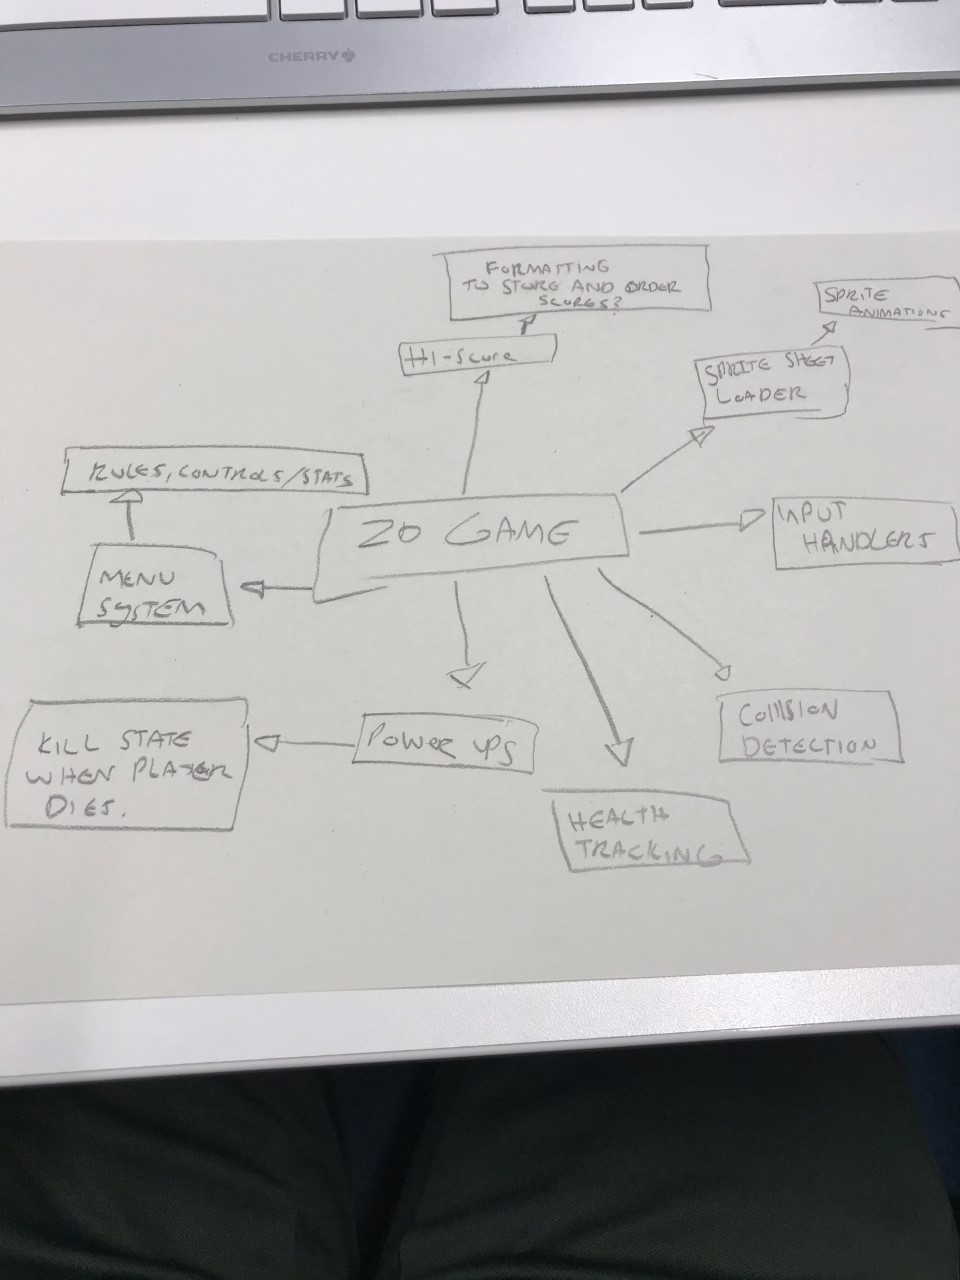 CHERRY
FORMATTING
TO STORE AND ORDER
SCORES?
HI-Score
SPRITE
ANIMATIONS
SPRITE SHEET
LOADER
RULES, CONTROLS/STATS
2D GAME
INPUT
HANDLERS
MENU
SYSTEM
KILL STATE
WHEN PLAYER
DIES.
POWER UPS
COllISION
DETECTION
HEALTH
TRACKING